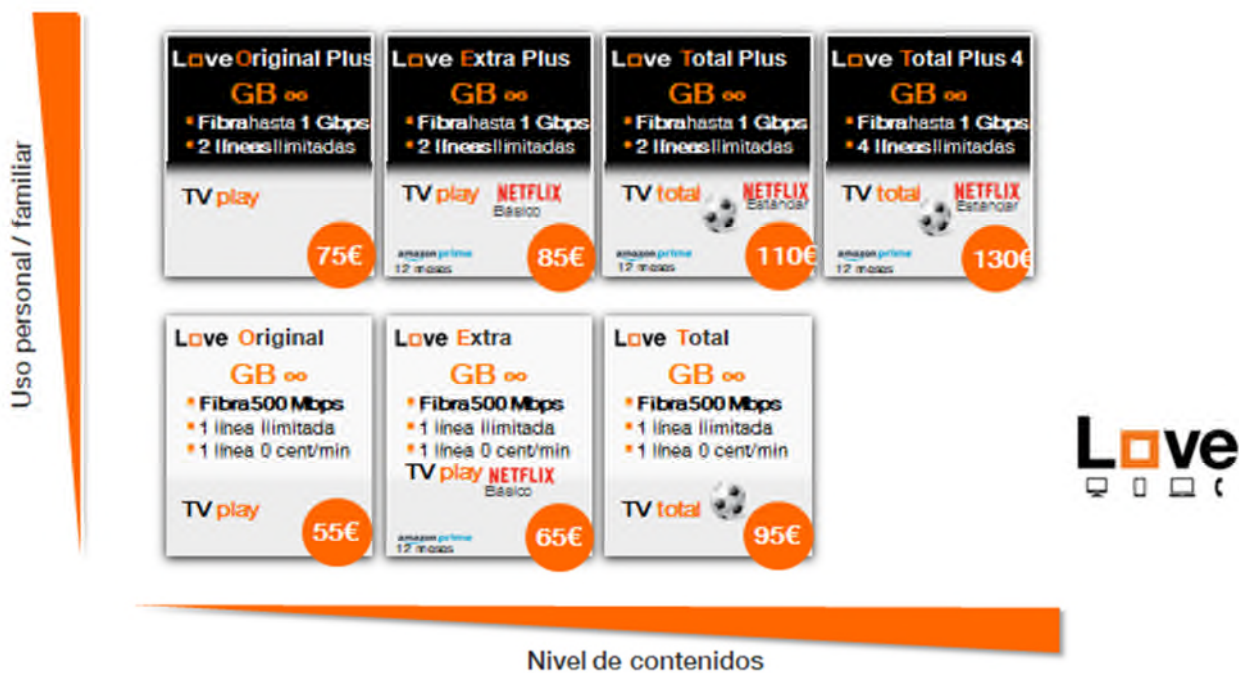 Uso personal / familiar
Love Original Plus
GB ∞
Fibra hasta 1 Gbps
2 líneas Ilimitadas
TV play
75€
Love Extra Plus
GB ∞
Fibra hasta 1 Gbps
2 líneas Ilimitadas
TV play NETFLIX
Básico
amazon prime
12 meses
85€
Love Total Plus
GB ∞
Fibra hasta 1 Gbps
2 líneas Ilimitadas
TV total NETFLIX
Estándar
amazon prime
12 meses
110€
Love Total Plus 4
GB ∞
Fibra hasta 1 Gbps
4 líneas Ilimitadas
TV total NETFLIX
Estándar
amazon prime
12 meses
130€
Love Original
GB ∞
Fibra 500 Mbps
1 línea Ilimitada
1 línea 0 cent/min
TV play
55€
Love Extra
GB ∞
Fibra 500 Mbps
1 línea Ilimitada
1 línea 0 cent/min
TV play NETFLIX
Básico
amazon prime
12 meses
65€
Love Total
GB ∞
Fibra 500 Mbps
1 línea Ilimitada
1 línea 0 cent/min
TV total
95€
Love
Nivel de contenidos